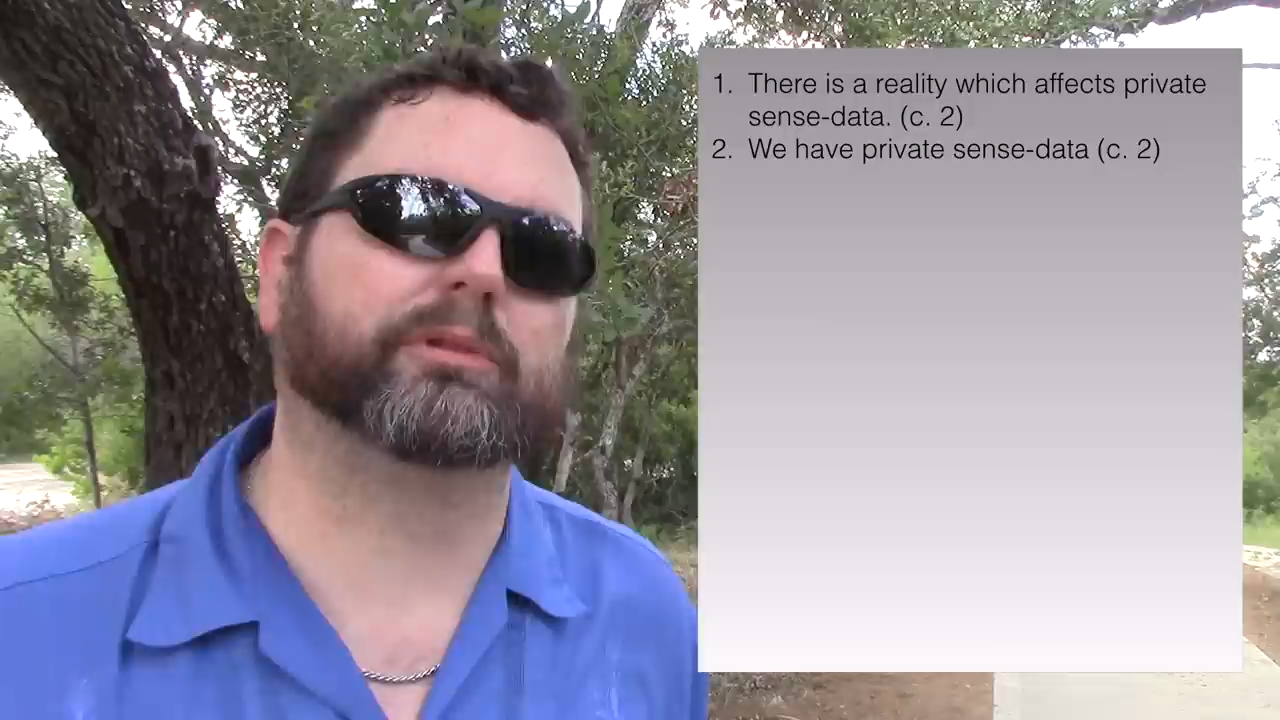 1. There is a reality which affects private
sense-data. (c. 2)
2. We have private sense-data (c. 2)